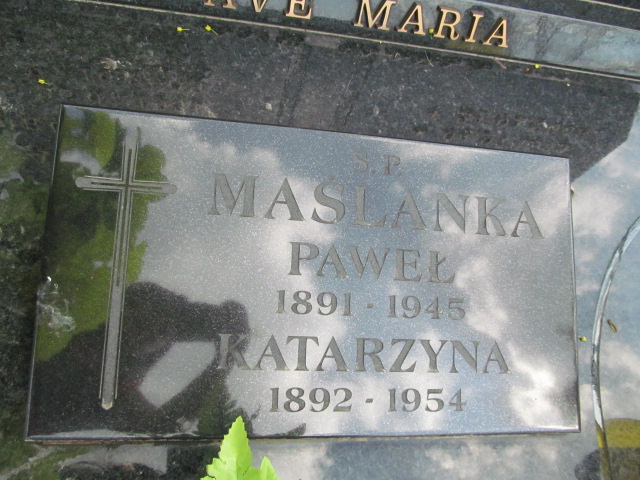 AVE MARIA
Ś.P.
MAŚLANKA
PAWEŁ
1891 - 1945
KATARZYNA
1892 - 1954